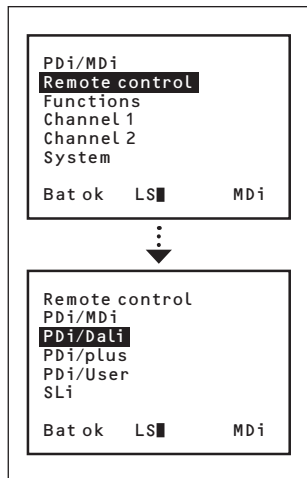 PDi/MDi
Remote control
Functions
Channel 1
Channel 2
System
Bat ok LS MDi
Remote control
PDi/MDi
PDi/Dali
PDi/plus
PDi/User
SLi
Bat ok LS MDi